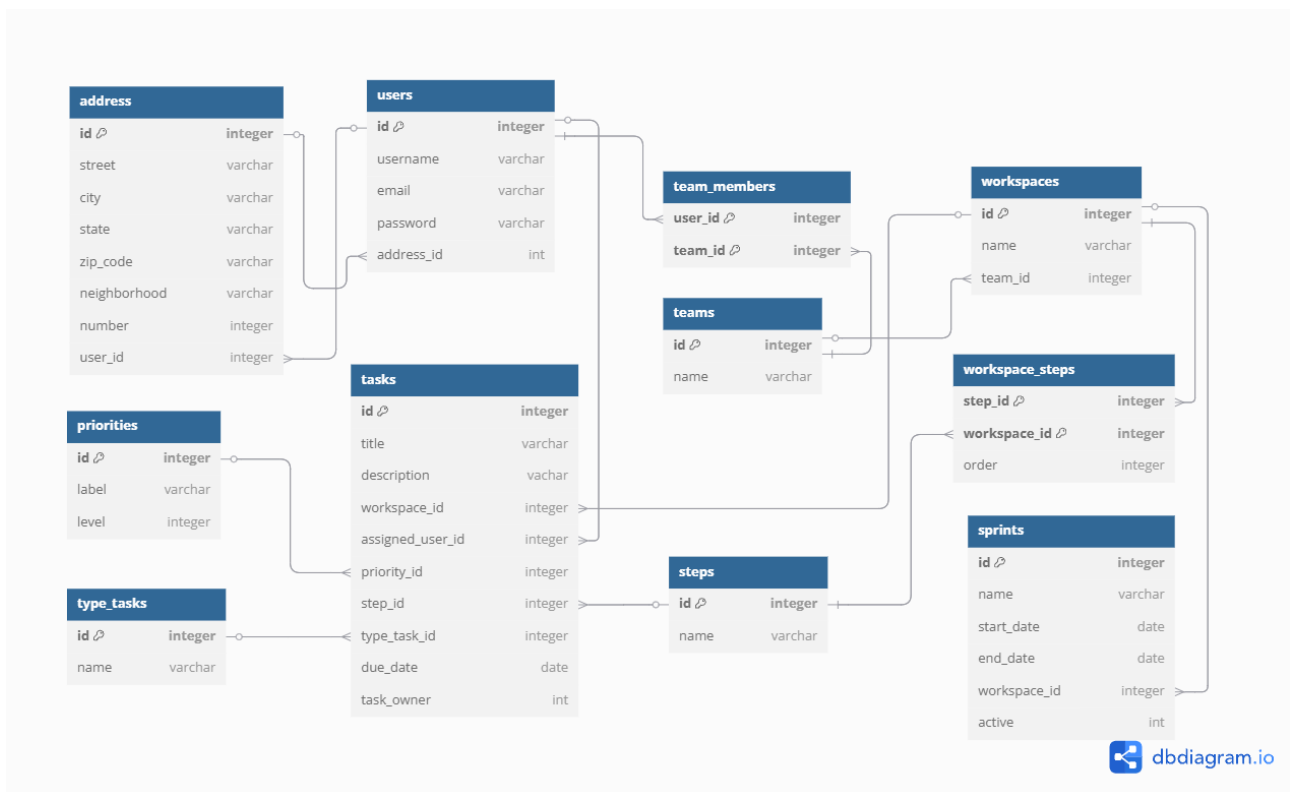 address
id integer
street varchar
city varchar
state varchar
zip_code varchar
neighborhood varchar
number integer
user_id integer
users
id integer
username varchar
email varchar
password varchar
address_id int
team_members
user_id integer
team_id integer
workspaces
id integer
name varchar
team_id integer
teams
id integer
name varchar
workspace_steps
step_id integer
workspace_id integer
order integer
tasks
id integer
title varchar
description vachar
workspace_id integer
assigned_user_id integer
priority_id integer
step_id integer
type_task_id integer
due_date date
task_owner int
priorities
id integer
label varchar
level integer
type_tasks
id integer
name varchar
steps
id integer
name varchar
sprints
id integer
name varchar
start_date date
end_date date
workspace_id integer
active int
dbdiagram.io